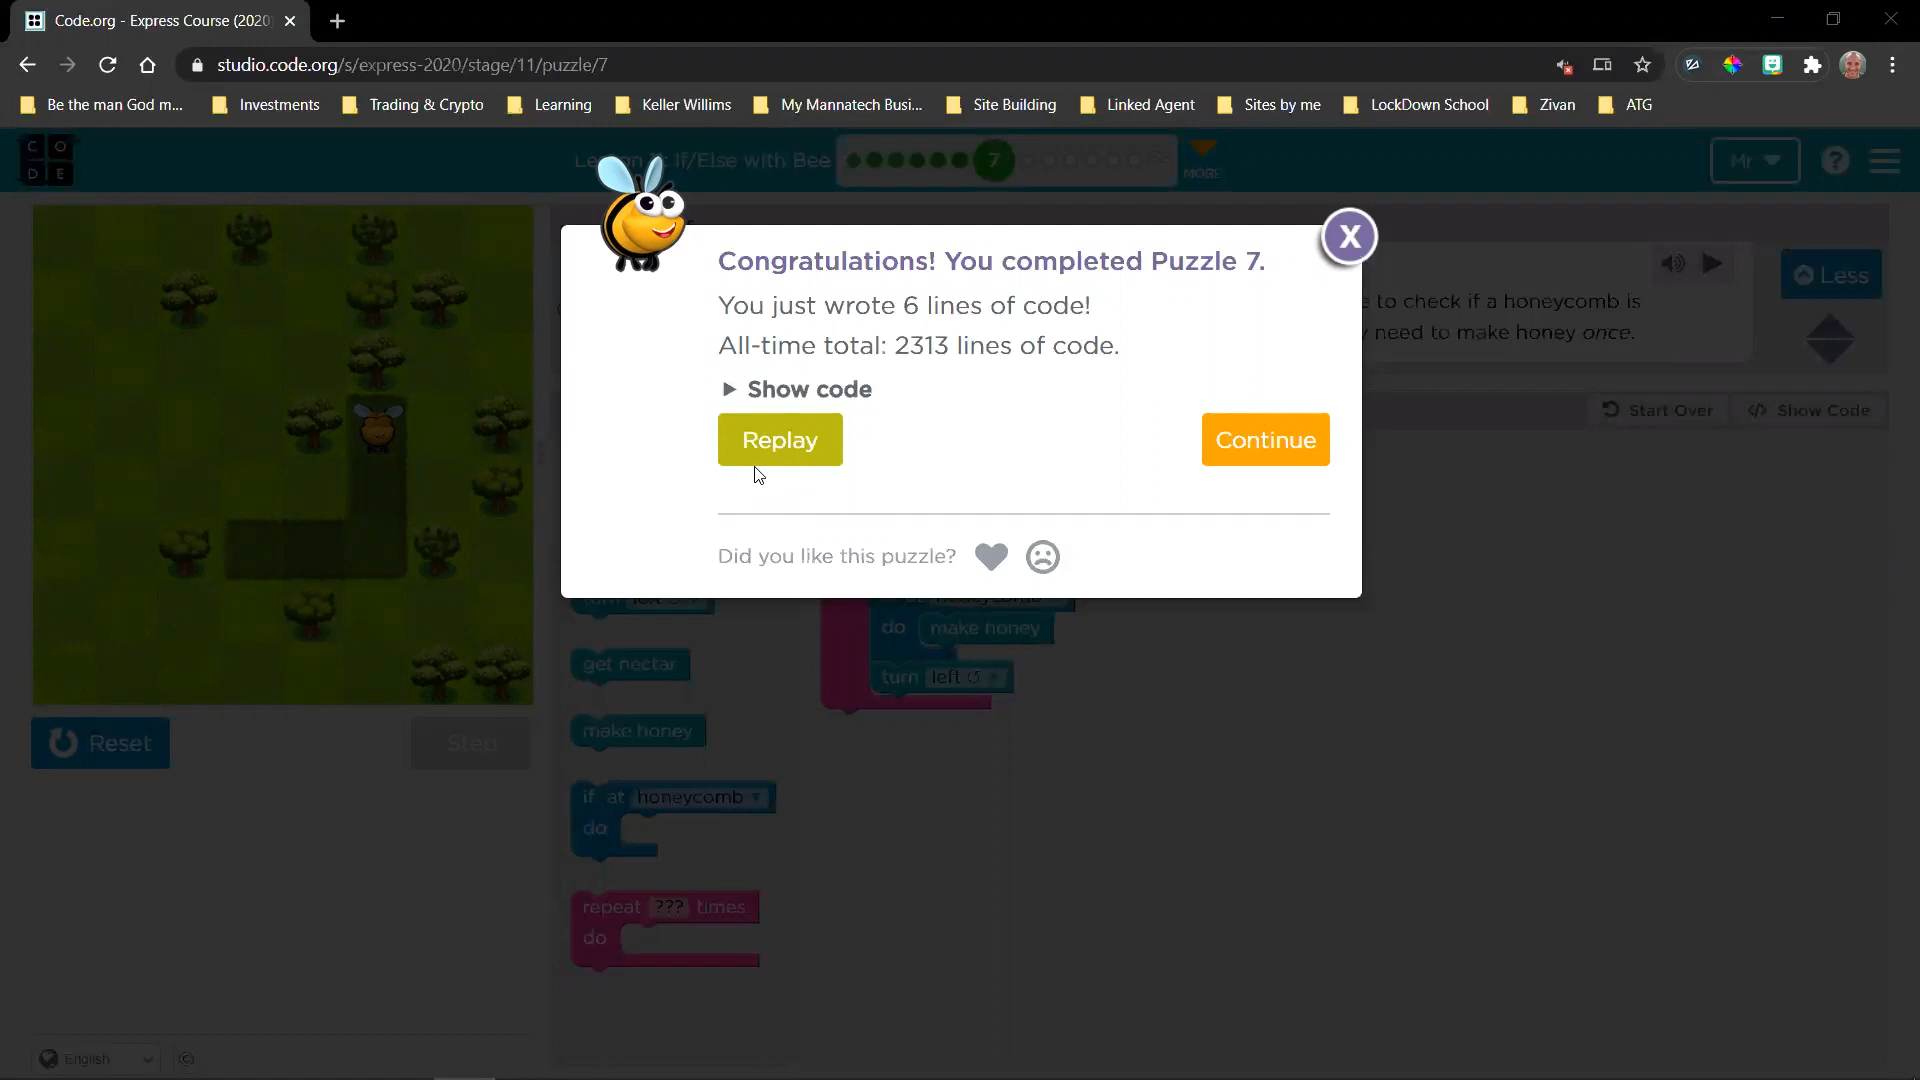 Code.org - Express Course (2020)
studio.code.org/s/express-2020/stage/11/puzzle/7
Be the man God m...
Investments
Trading & Crypto
Learning
Keller Willims
My Mannatech Busi...
Site Building
Linked Agent
Sites by me
LockDown School
Zivan
ATG
C O
D E
If/Else with Bee
7
MORE
Mr
?
Congratulations! You completed Puzzle 7.
X
You just wrote 6 lines of code!
All-time total: 2313 lines of code.
Show code
Replay
Continue
Did you like this puzzle?
to check if a honeycomb is
need to make honey once.
Less
Start Over
Show Code
turn left
get nectar
make honey
if at honeycomb
do
repeat ??? times
do
honeycomb
do make honey
turn left
Reset
Step
English